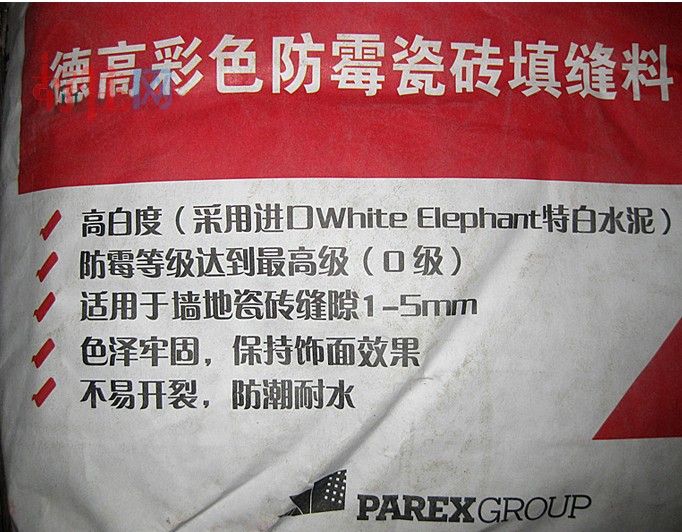 德高彩色防霉瓷砖填缝料
高白度（采用进口White Elephant特白水泥）
防霉等级达到最高级（0 级）
适用于墙地瓷砖缝隙1-5mm
色泽牢固，保持饰面效果
不易开裂，防潮耐水
PAREXGROUP